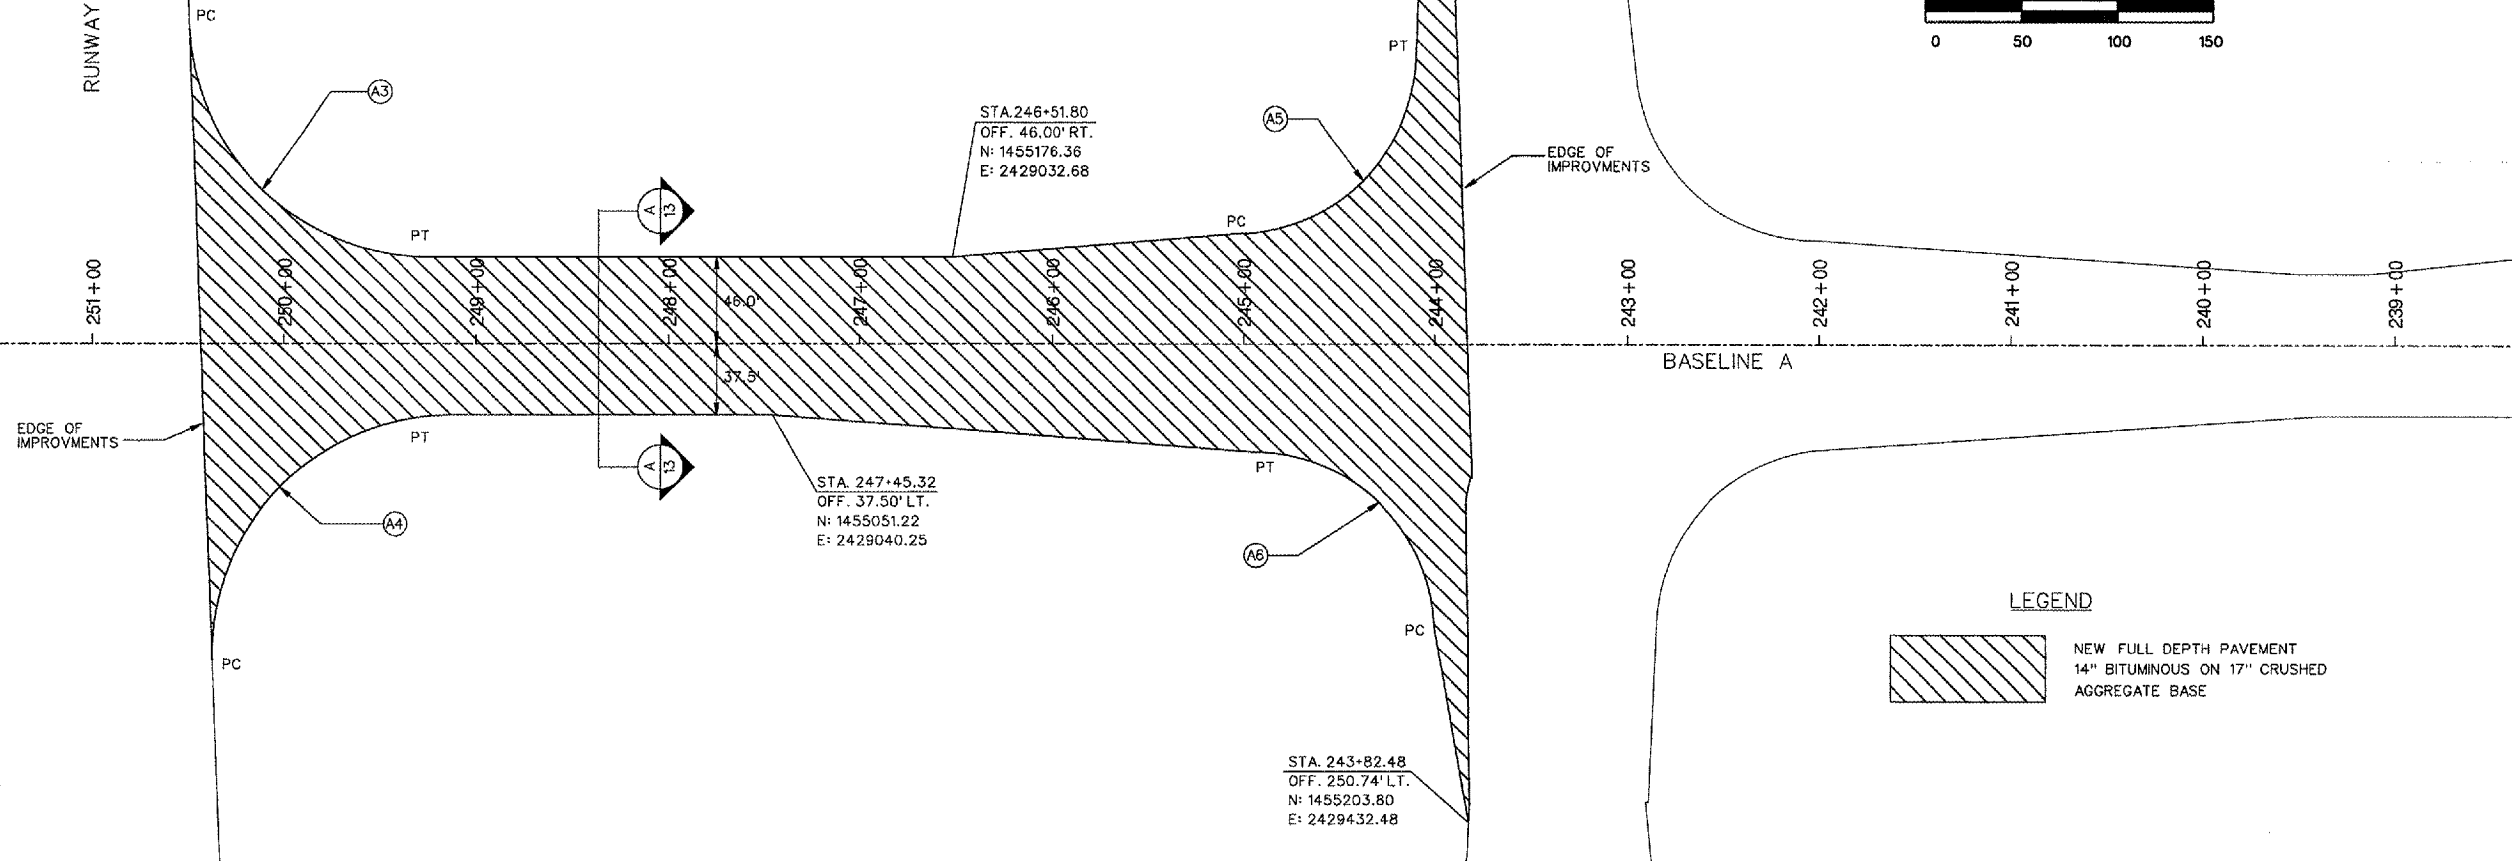 RUNWAY
PC
A3
PT
STA.246+51.80
OFF. 46.00' RT.
N: 1455176.36
E: 2429032.68
A5
PT
PC
EDGE OF
IMPROVMENTS
0 50 100 150
A
13
251+00
250+00
249+00
248+00
247+00
246+00
245+00
244+00
243+00
242+00
241+00
240+00
239+00
46.0'
37.5'
BASELINE A
EDGE OF
IMPROVMENTS
PT
A4
PC
A
13
STA. 247+45.32
OFF. 37.50' LT.
N: 1455051.22
E: 2429040.25
PT
A6
PC
STA. 243+82.48
OFF. 250.74' LT.
N: 1455203.80
E: 2429432.48
LEGEND
NEW FULL DEPTH PAVEMENT
14" BITUMINOUS ON 17" CRUSHED
AGGREGATE BASE